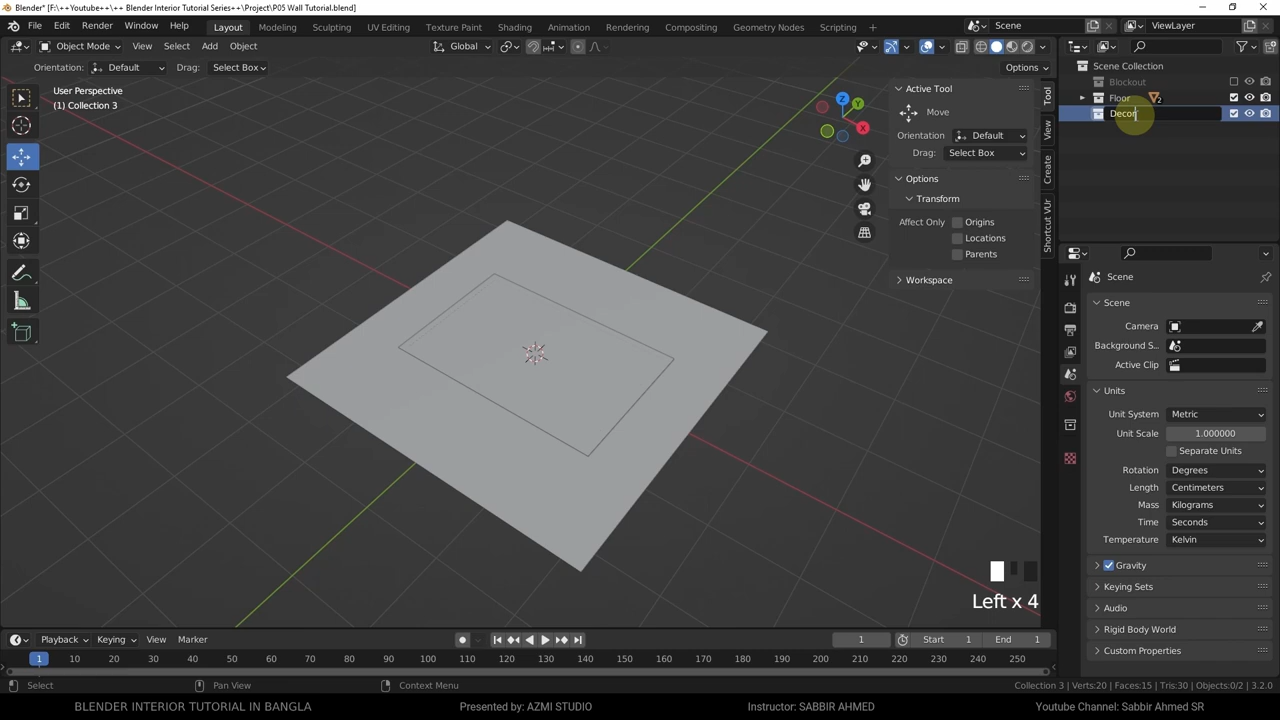 Blender* [F:\++Youtube++\++ Blender Interior Tutorial Series++\Project\P05 Wall Tutorial.blend]
File Edit Render Window Help Layout Modeling Sculpting UV Editing Texture Paint Shading Animation Rendering Compositing Geometry Nodes Scripting Scene ViewLayer
Object Mode View Select Add Object Global
Orientation: Default Drag: Select Box Options
User Perspective
(1) Collection 3
Z
Y
X
Active Tool
Move
Orientation Default
Drag: Select Box
Options
Transform
Affect Only Origins
Locations
Parents
Workspace
Tool
View
Create
Shortcut VUr
Scene Collection
Blockout
Floor 2
Decor
Scene
Scene
Camera
Background S...
Active Clip
Units
Unit System Metric
Unit Scale 1.000000
Separate Units
Rotation Degrees
Length Centimeters
Mass Kilograms
Time Seconds
Temperature Kelvin
Gravity
Keying Sets
Audio
Rigid Body World
Custom Properties
Left x 4
Playback Keying View Marker 1 Start 1 End 1
1 10 20 30 40 50 60 70 80 90 100 110 120 130 140 150 160 170 180 190 200 210 220 230 240 250
Select Pan View Context Menu Collection 3 | Verts:20 | Faces:15 | Tris:30 | Objects:0/2 | 3.2.0
BLENDER INTERIOR TUTORIAL IN BANGLA Presented by: AZMI STUDIO Instructor: SABBIR AHMED Youtube Channel: Sabbir Ahmed SR